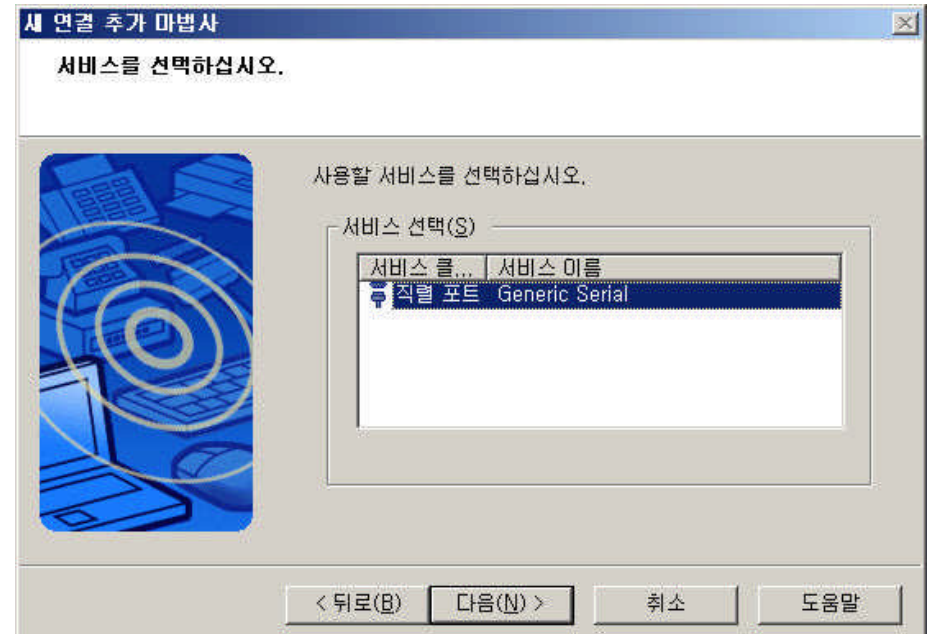 새 연결 추가 마법사
서비스를 선택하십시오.
사용할 서비스를 선택하십시오.
서비스 선택(S)
서비스 클... 서비스 이름
직렬 포트 Generic Serial
< 뒤로(B) 다음(N) > 취소 도움말